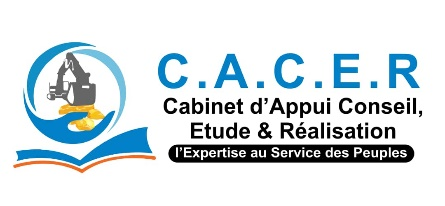 C.A.C.E.R
Cabinet d'Appui Conseil,
Etude & Réalisation
l'Expertise au Service des Peuples